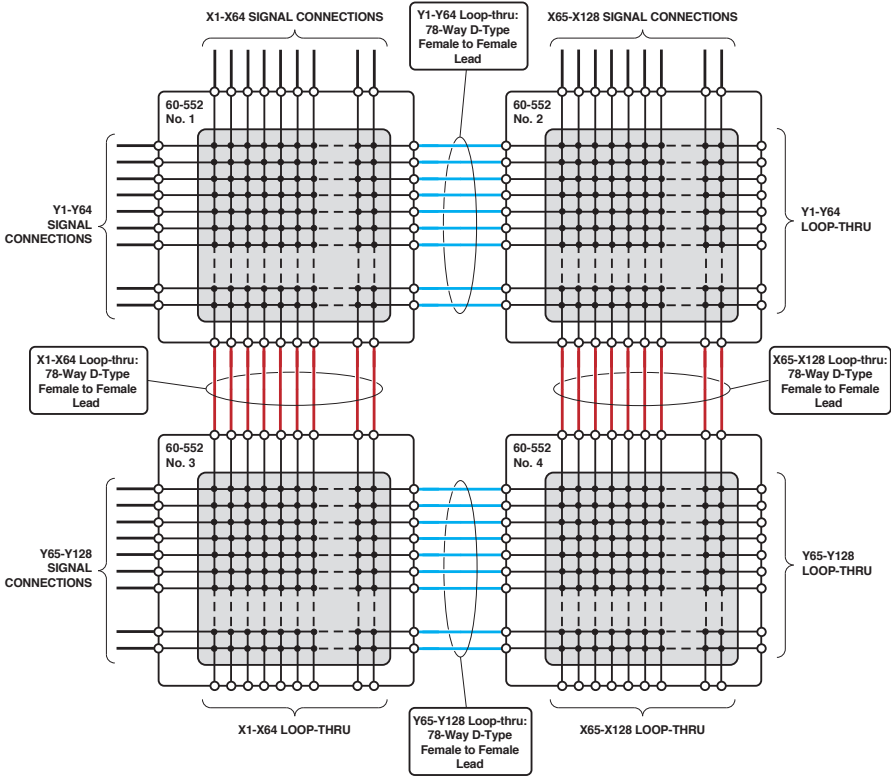 X1-X64 SIGNAL CONNECTIONS
Y1-Y64 Loop-thru:
78-Way D-Type
Female to Female
Lead
X65-X128 SIGNAL CONNECTIONS
60-552
No. 1
60-552
No. 2
Y1-Y64
SIGNAL
CONNECTIONS
Y1-Y64
LOOP-THRU
X1-X64 Loop-thru:
78-Way D-Type
Female to Female
Lead
X65-X128 Loop-thru:
78-Way D-Type
Female to Female
Lead
60-552
No. 3
60-552
No. 4
Y65-Y128
SIGNAL
CONNECTIONS
Y65-Y128
LOOP-THRU
X1-X64 LOOP-THRU
Y65-Y128 Loop-thru:
78-Way D-Type
Female to Female
Lead
X65-X128 LOOP-THRU